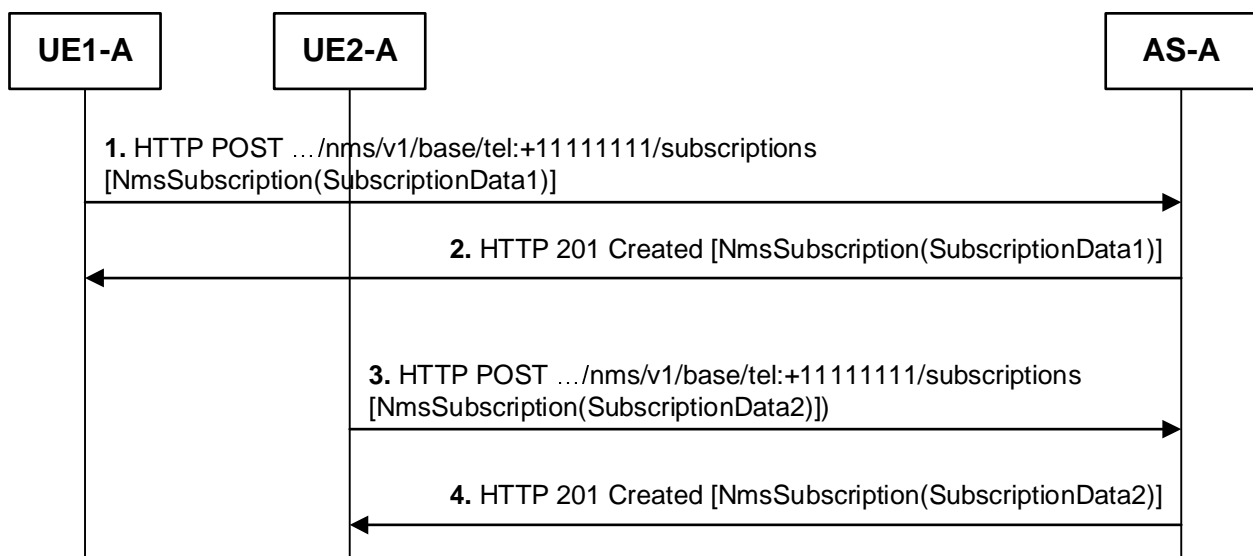 UE1-A
UE2-A
AS-A
1. HTTP POST …/nms/v1/base/tel:+11111111/subscriptions
[NmsSubscription(SubscriptionData1)]
2. HTTP 201 Created [NmsSubscription(SubscriptionData1)]
3. HTTP POST …/nms/v1/base/tel:+11111111/subscriptions
[NmsSubscription(SubscriptionData2)])
4. HTTP 201 Created [NmsSubscription(SubscriptionData2)]